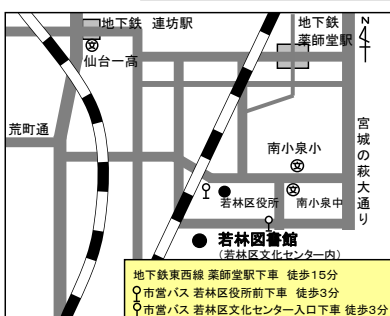 地下鉄 連坊駅
仙台一高
地下鉄
薬師堂駅
荒町通
宮城の萩大通り
南小泉小
若林区役所
南小泉中
若林図書館
(若林区文化センター内)
地下鉄東西線 薬師堂駅下車 徒歩15分
市営バス 若林区役所前下車 徒歩3分
市営バス 若林区文化センター入口下車 徒歩3分